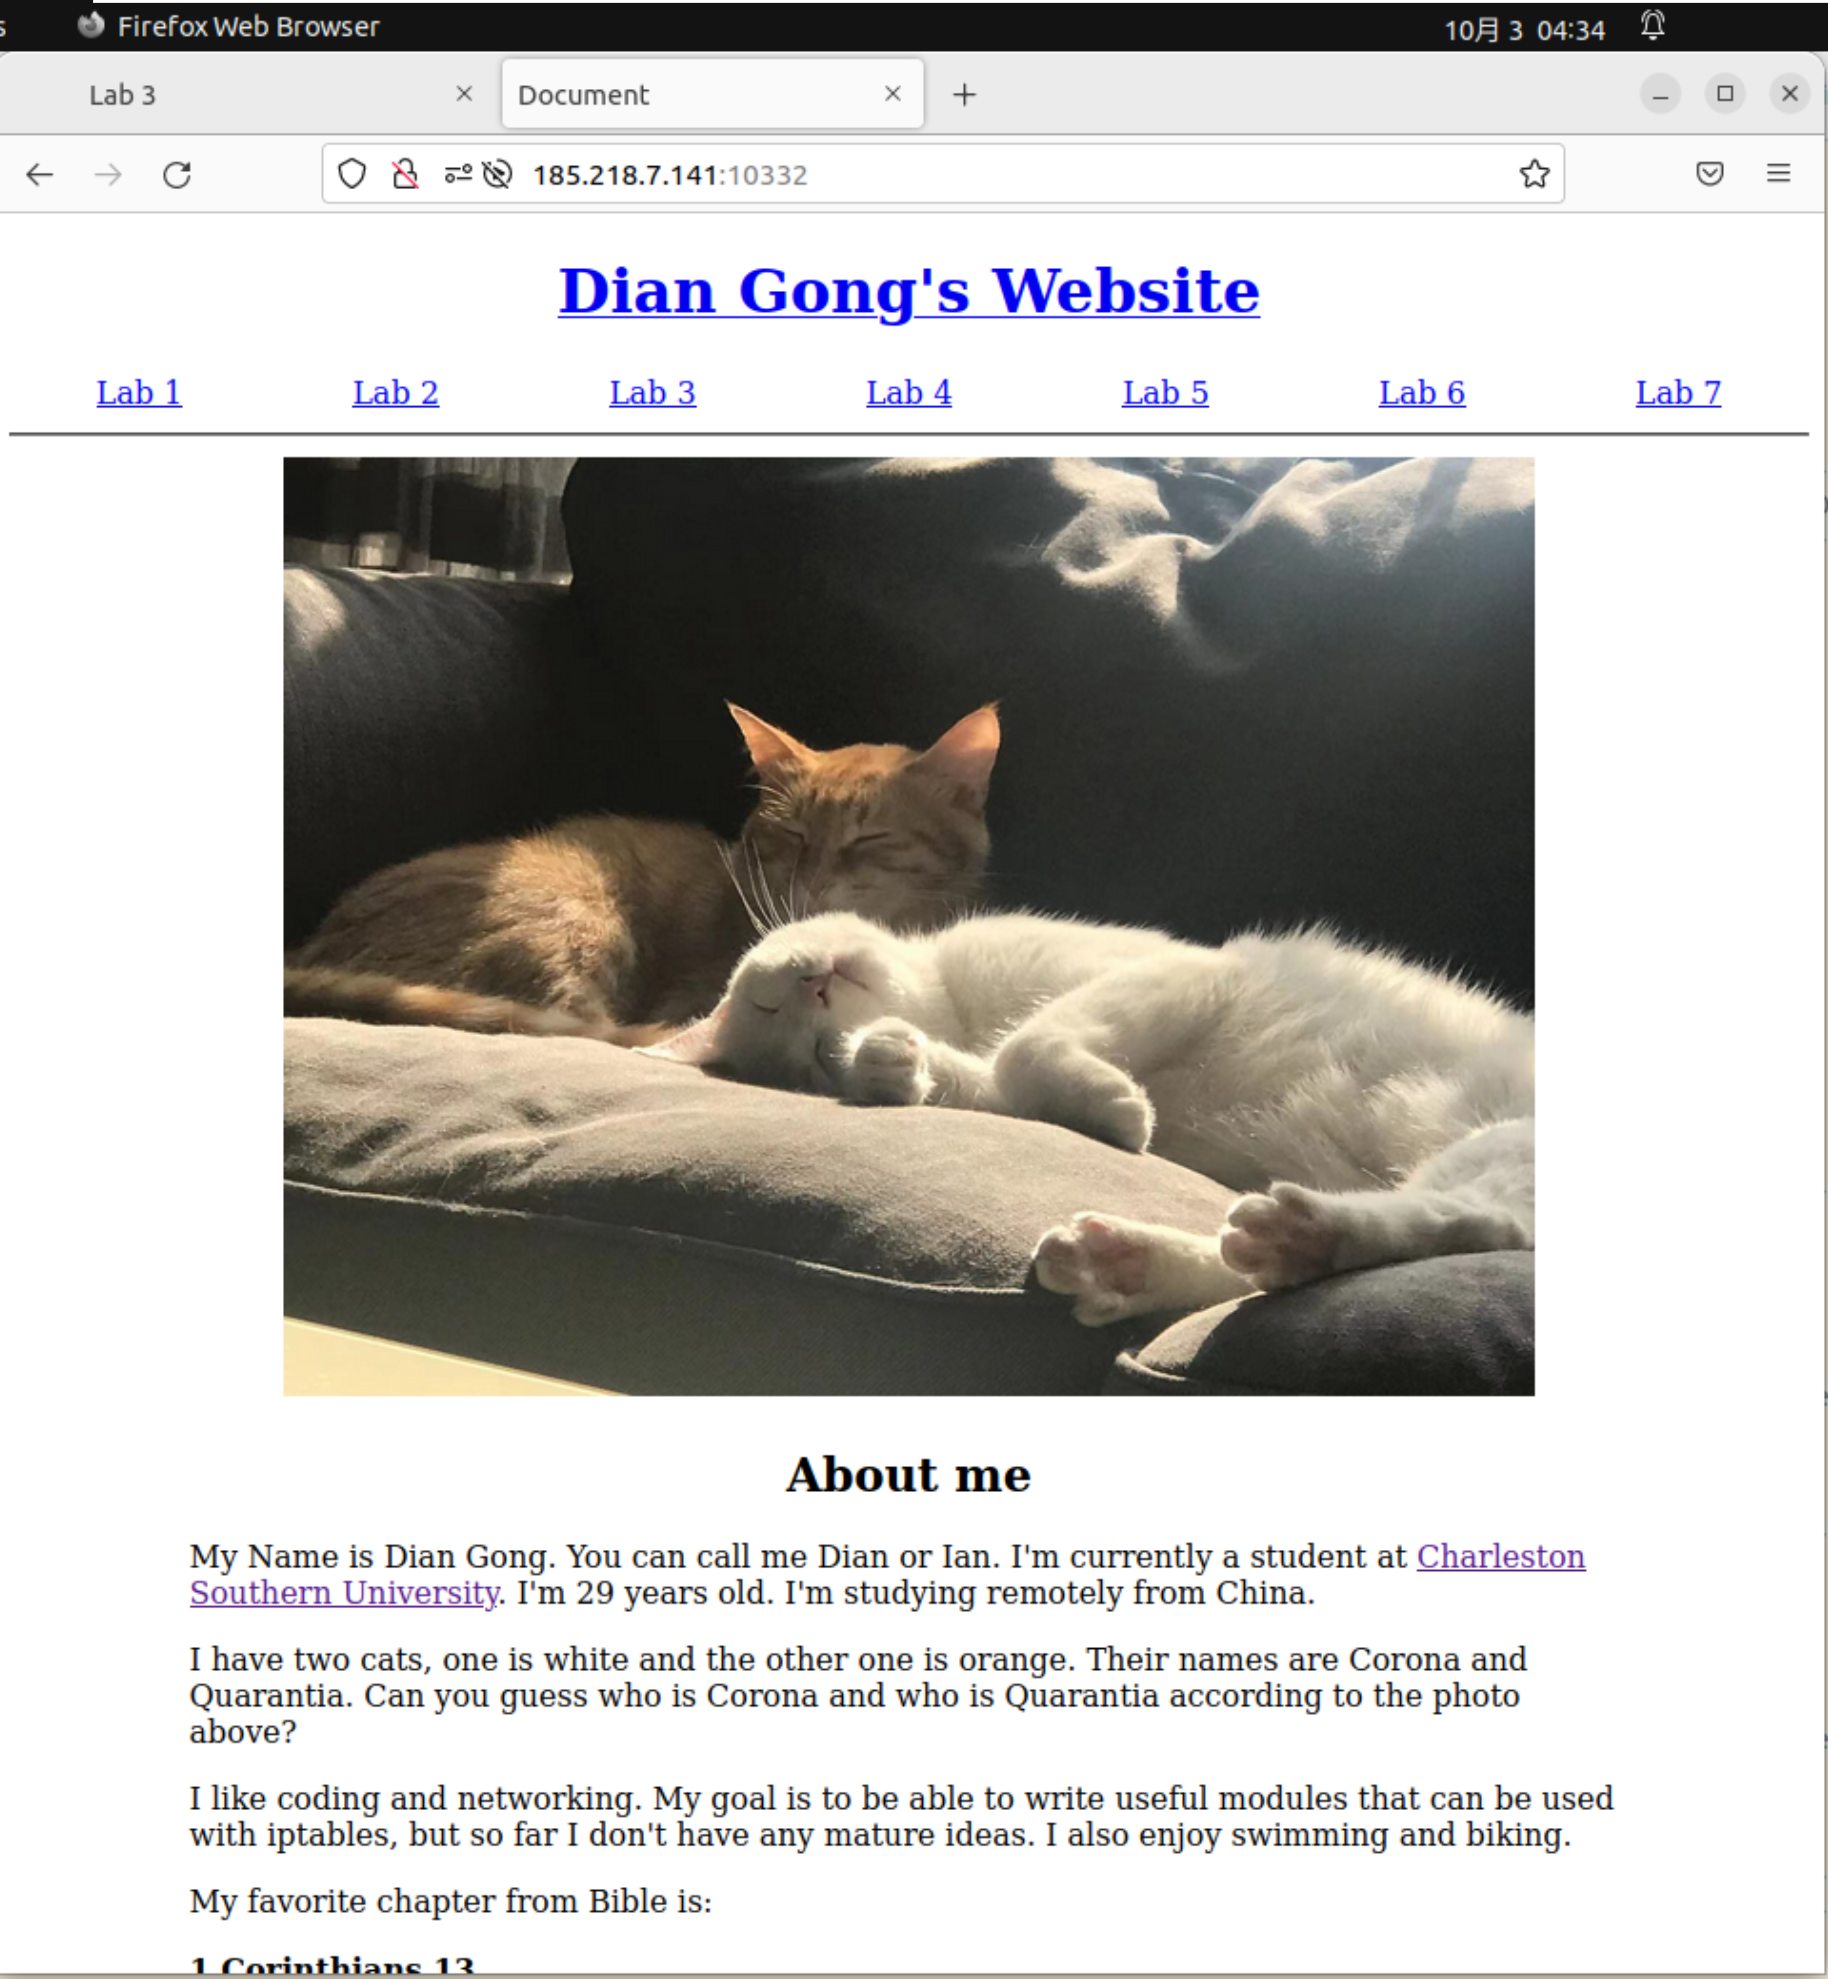 s Firefox Web Browser 10月 3 04:34
Lab 3 Document
185.218.7.141:10332
Dian Gong's Website
Lab 1 Lab 2 Lab 3 Lab 4 Lab 5 Lab 6 Lab 7
About me
My Name is Dian Gong. You can call me Dian or Ian. I'm currently a student at Charleston
Southern University. I'm 29 years old. I'm studying remotely from China.
I have two cats, one is white and the other one is orange. Their names are Corona and
Quarantia. Can you guess who is Corona and who is Quarantia according to the photo
above?
I like coding and networking. My goal is to be able to write useful modules that can be used
with iptables, but so far I don't have any mature ideas. I also enjoy swimming and biking.
My favorite chapter from Bible is:
1 Corinthians 13